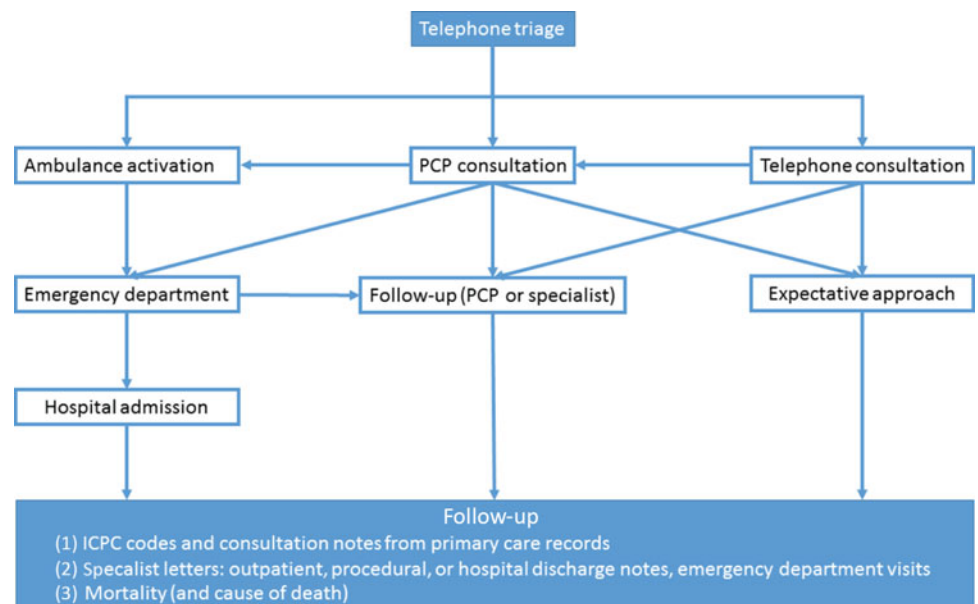 Telephone triage
Ambulance activation
PCP consultation
Telephone consultation
Emergency department
Follow-up (PCP or specialist)
Expectative approach
Hospital admission
Follow-up
(1) ICPC codes and consultation notes from primary care records
(2) Specalist letters: outpatient, procedural, or hospital discharge notes, emergency department visits
(3) Mortality (and cause of death)